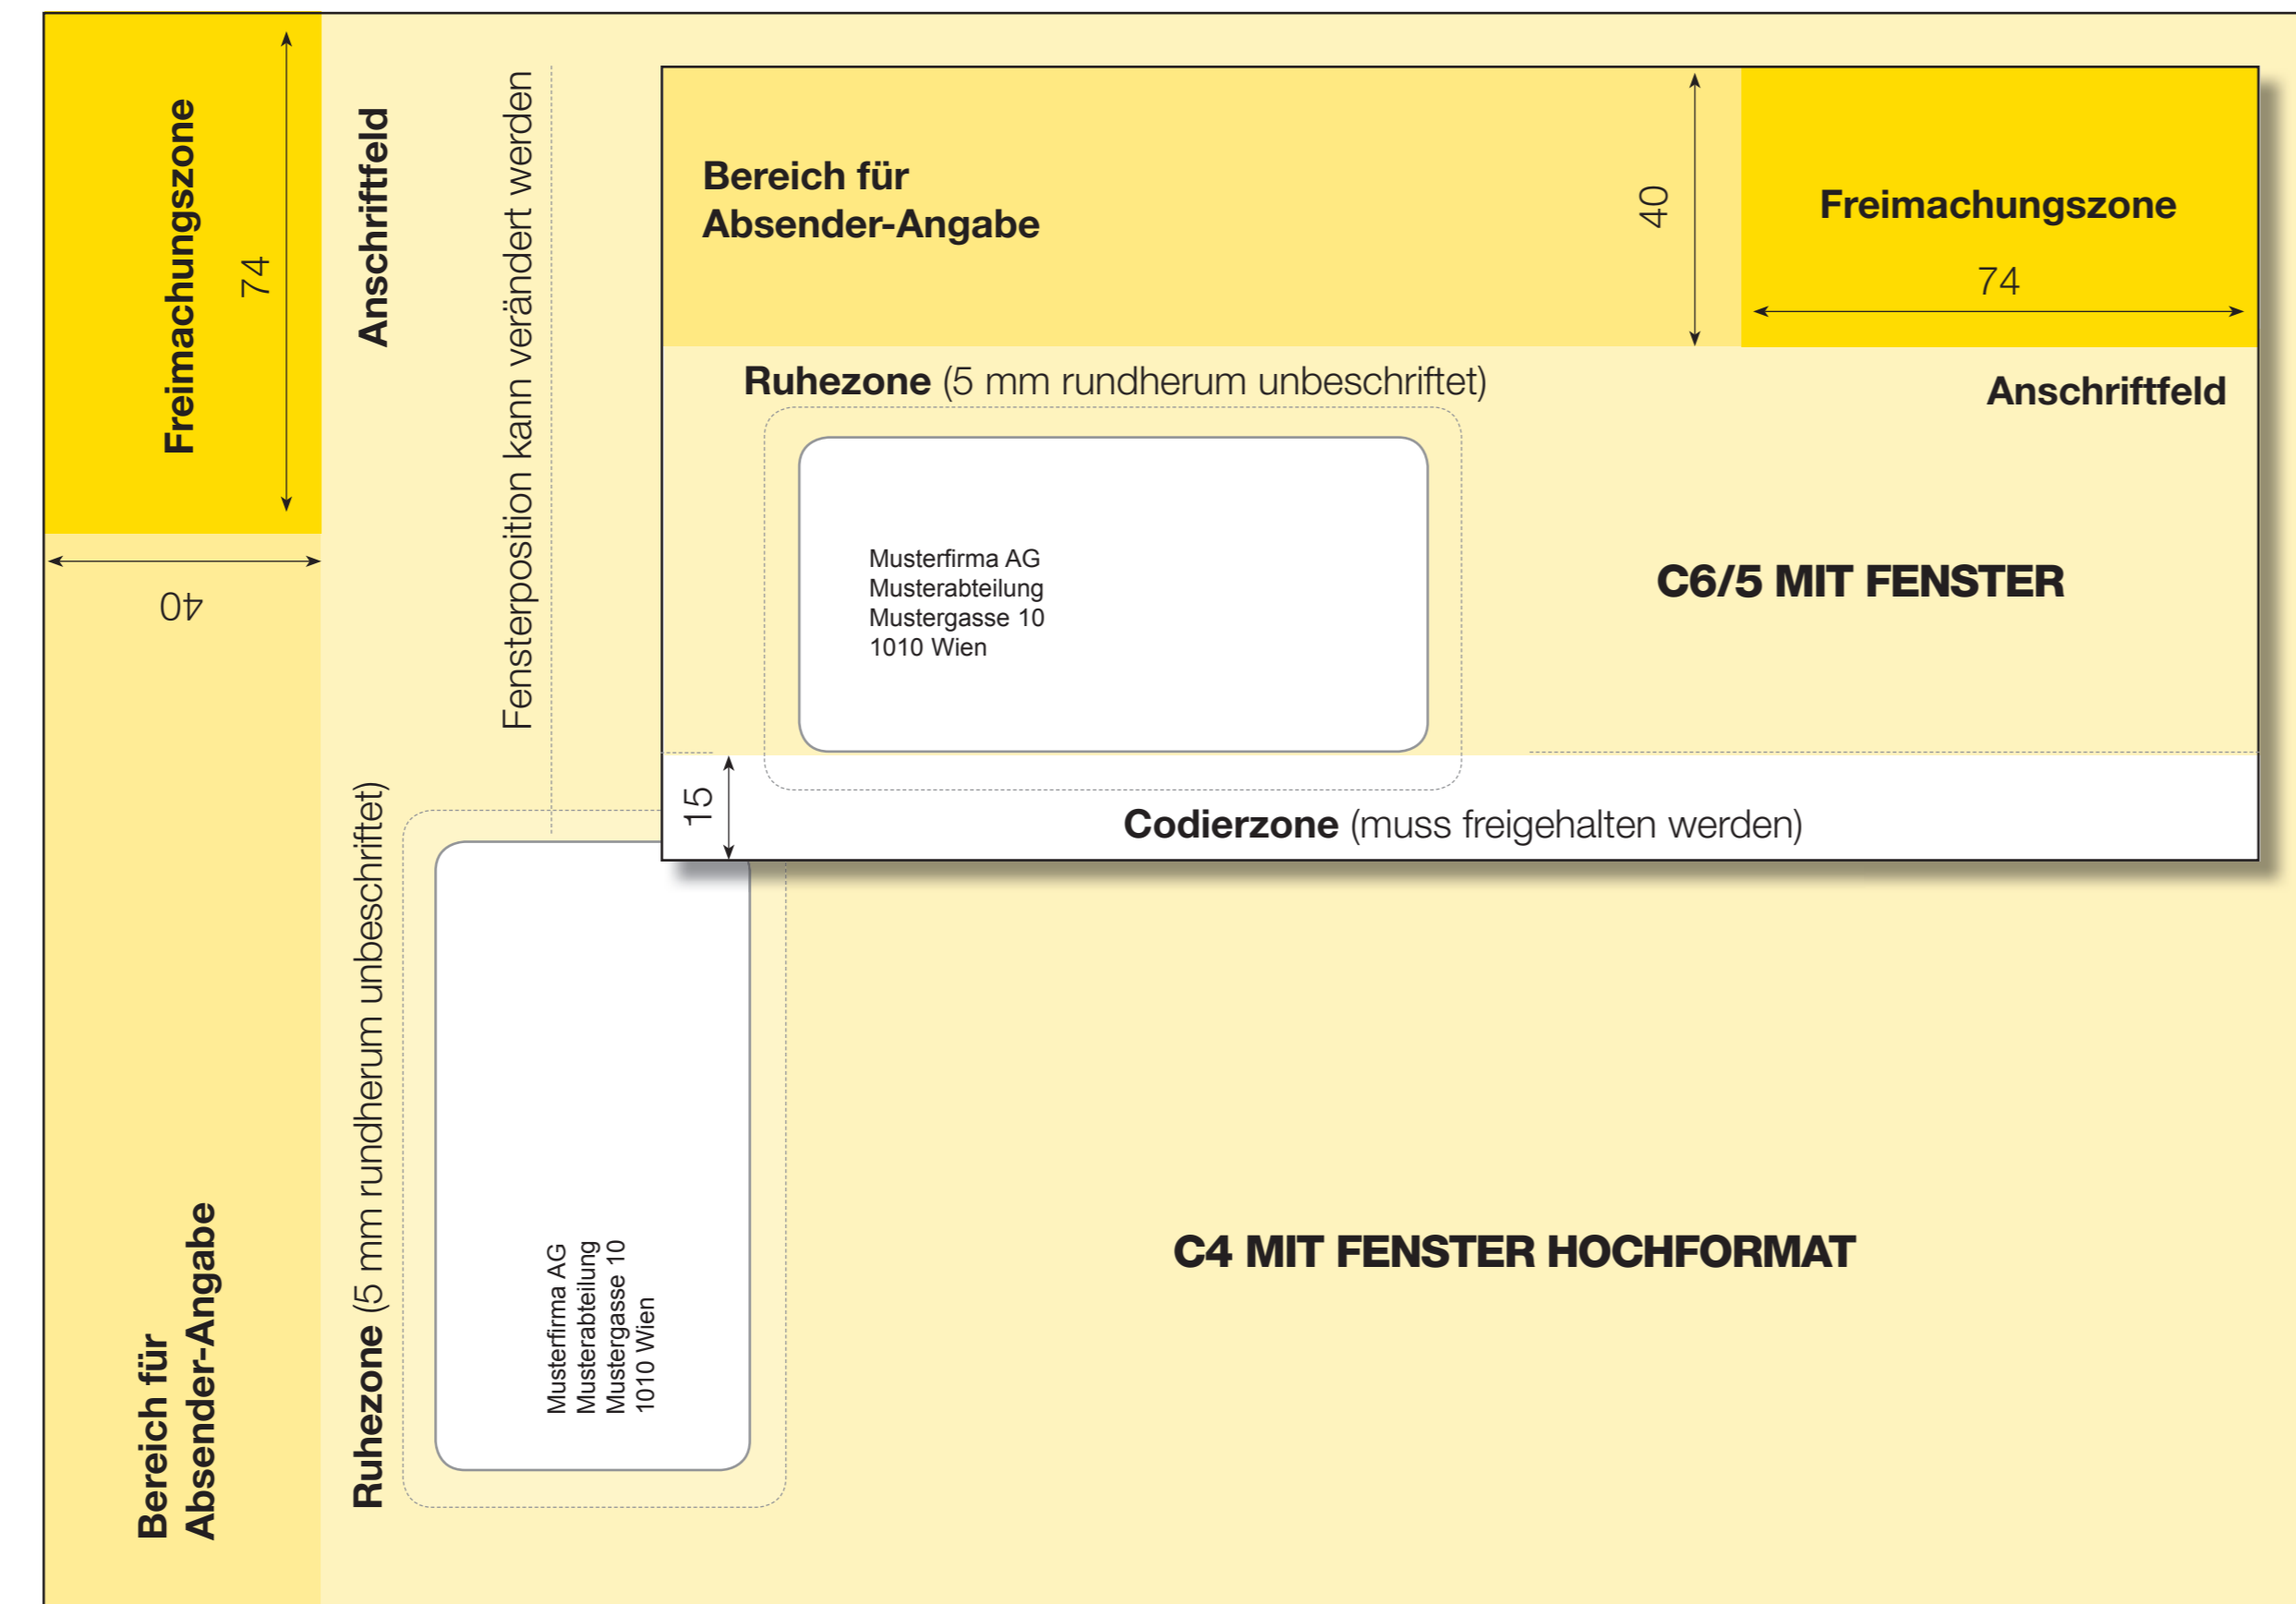 Freimachungszone
74
40
Anschriftfeld
Fensterposition kann verändert werden
Bereich für
Absender-Angabe
Ruhezone (5 mm rundherum unbeschriftet)
Musterfirma AG
Musterabteilung
Mustergasse 10
1010 Wien
C4 MIT FENSTER HOCHFORMAT
Bereich für
Absender-Angabe
40
Freimachungszone
74
Ruhezone (5 mm rundherum unbeschriftet)
Anschriftfeld
Musterfirma AG
Musterabteilung
Mustergasse 10
1010 Wien
C6/5 MIT FENSTER
15
Codierzone (muss freigehalten werden)